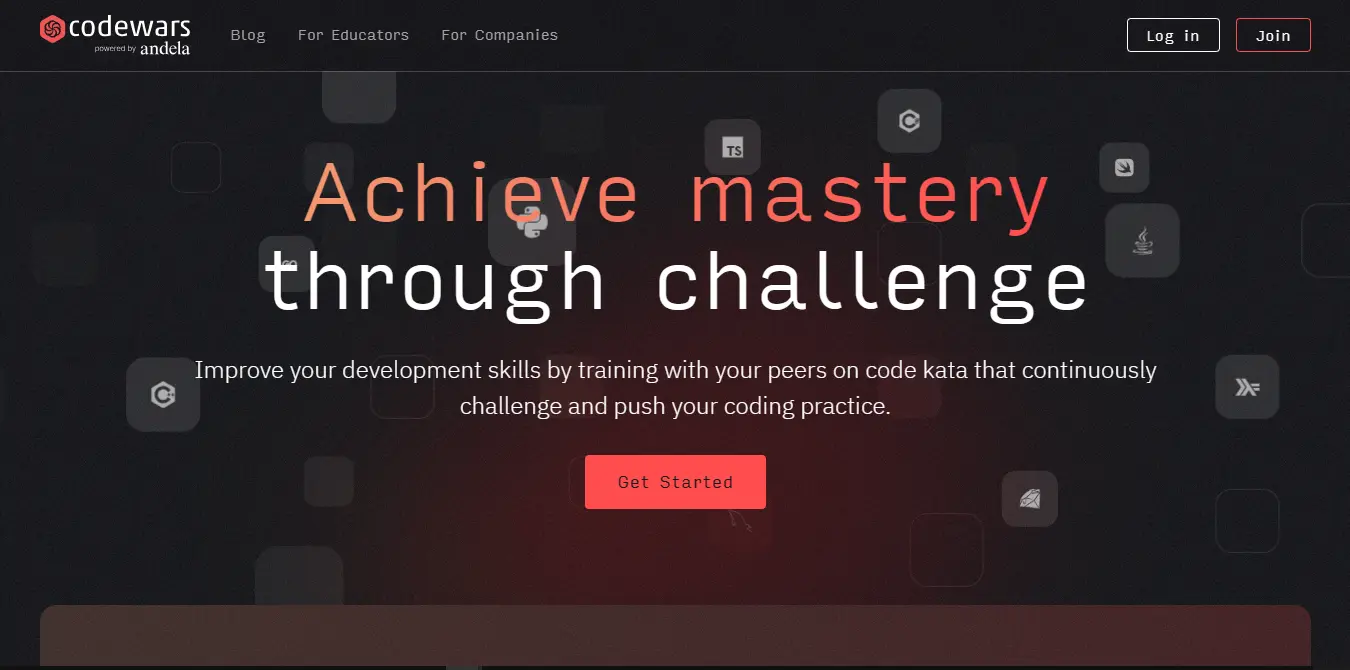 codewars
powered by andela
Blog
For Educators
For Companies
Log in
Join
TS
GO
Achieve mastery
through challenge
Improve your development skills by training with your peers on code kata that continuously
challenge and push your coding practice.
Get Started